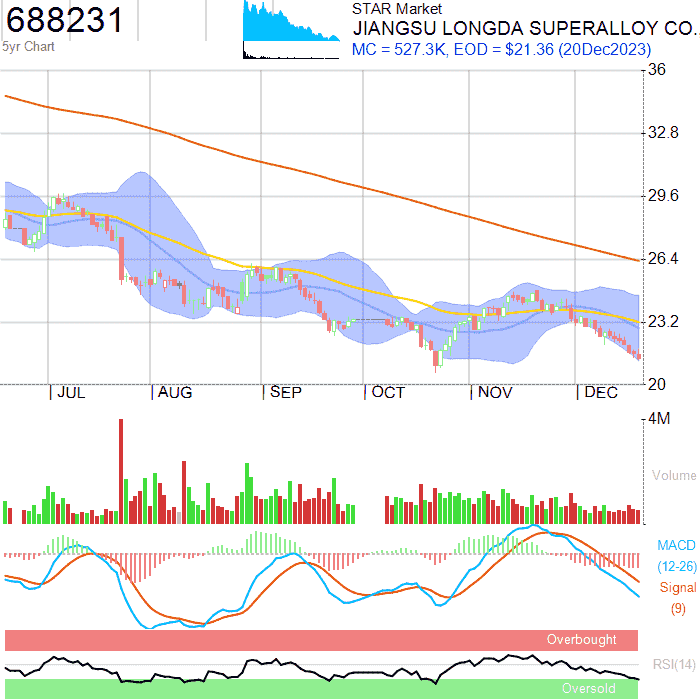 688231
5yr Chart
STAR Market
JIANGSU LONGDA SUPERALLOY CO.
MC = 527.3K, EOD = $21.36 (20Dec2023)
36
32.8
29.6
26.4
23.2
20
JUL AUG SEP OCT NOV DEC
4M
Volume
MACD
(12-26)
Signal
(9)
Overbought
RSI(14)
Oversold